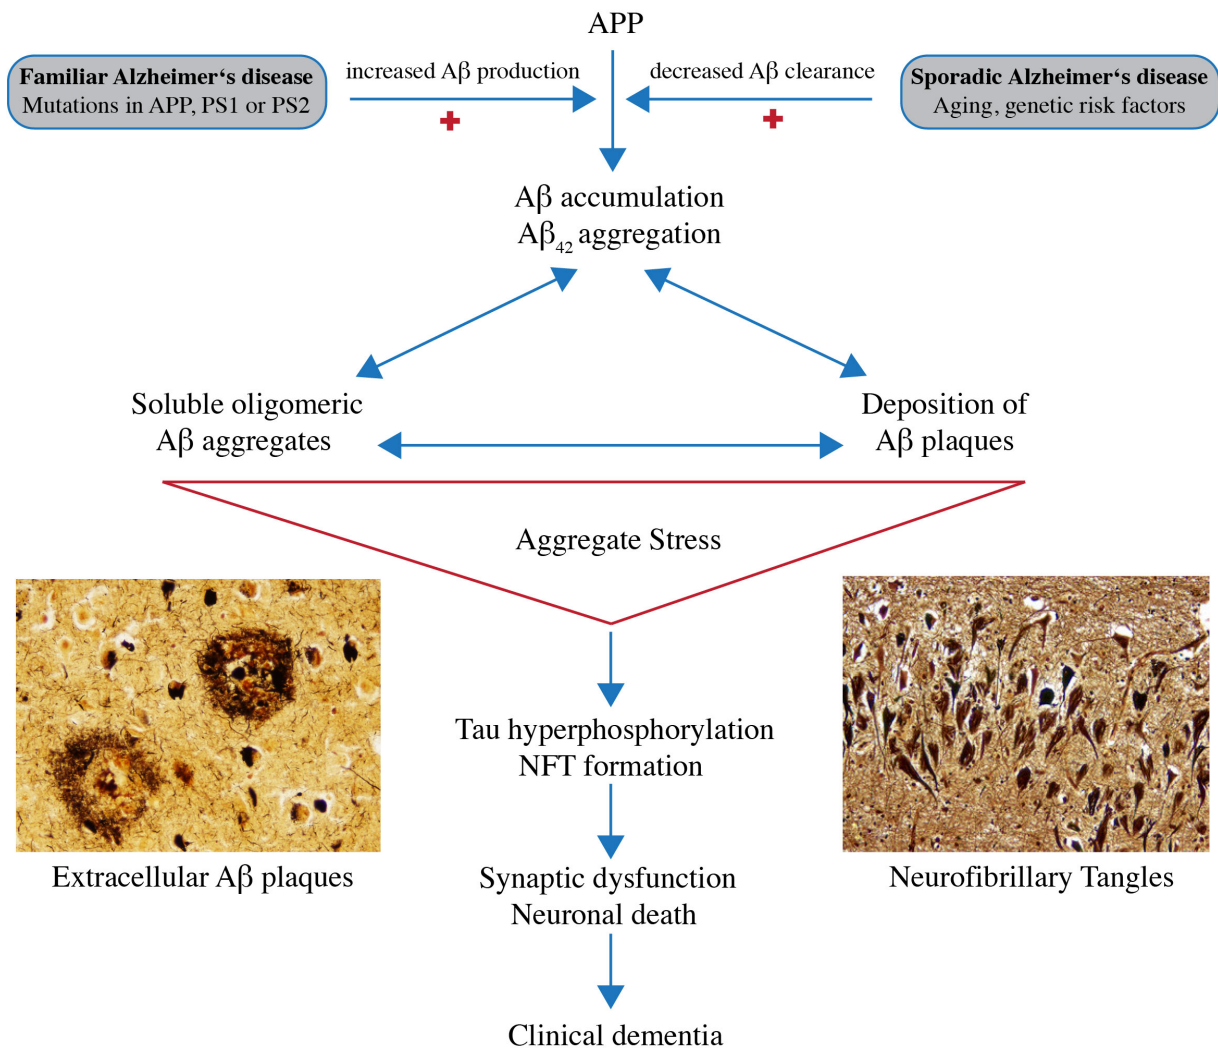 APP
Familiar Alzheimer‘s disease
Mutations in APP, PS1 or PS2
increased Aβ production
decreased Aβ clearance
Sporadic Alzheimer‘s disease
Aging, genetic risk factors
Aβ accumulation
Aβ₄₂ aggregation
Soluble oligomeric
Aβ aggregates
Deposition of
Aβ plaques
Aggregate Stress
Tau hyperphosphorylation
NFT formation
Extracellular Aβ plaques
Neurofibrillary Tangles
Synaptic dysfunction
Neuronal death
Clinical dementia